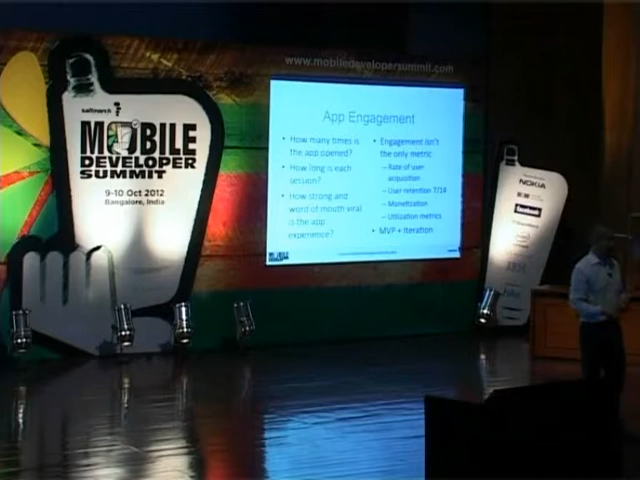 www.mobiledevelopersummit.com
saltmarch
MOBILE
DEVELOPER
SUMMIT
9-10 Oct 2012
Bangalore, India
App Engagement
• How many times is
the app opened?
• How long is each
session?
• How strong and
word of mouth viral
is the app
experience?
• Engagement isn't
the only metric
– Rate of user
acquisition
– User retention 7/14
– Monetization
– Utilization metrics
• MVP + Iteration
NOKIA
facebook